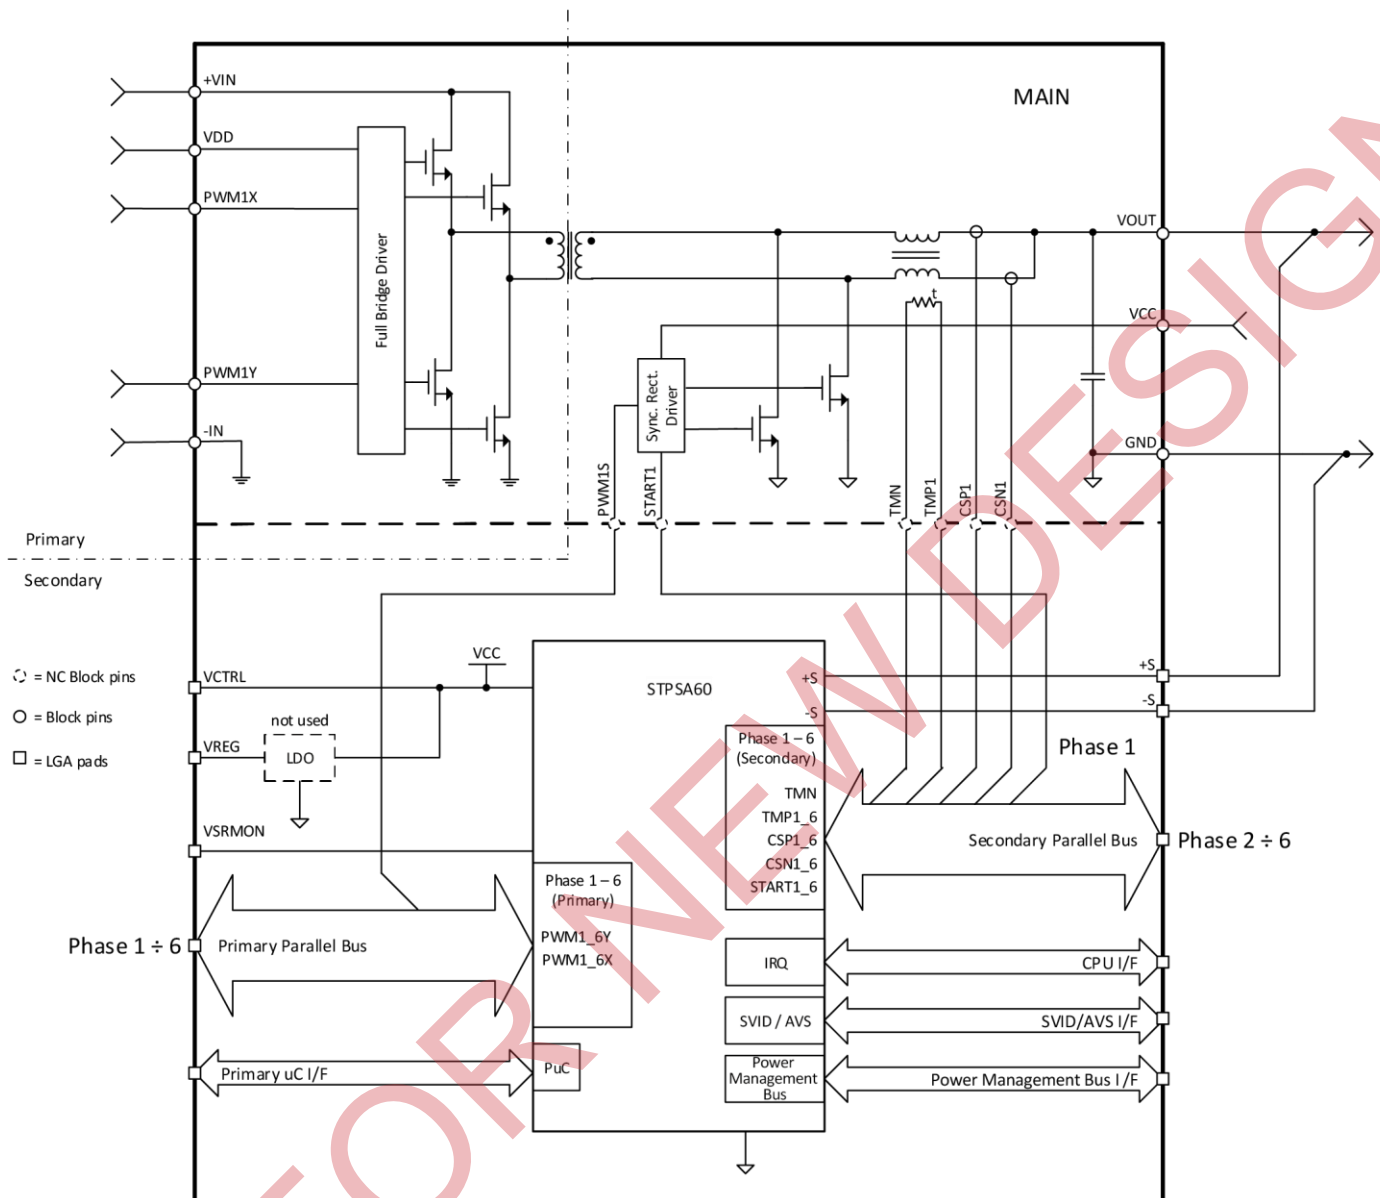 MAIN
+VIN
VDD
PWM1X
VOUT
Full Bridge Driver
t
VCC
PWM1Y
Sync. Rect.
Driver
-IN
GND
PWM1S
START1
TMN
TMP1
CSP1
CSN1
Primary
Secondary
= NC Block pins
= Block pins
= LGA pads
VCTRL
VCC
STPSA60
+S
+S
-S
-S
not used
VREG
LDO
Phase 1 – 6
(Secondary)
TMN
TMP1_6
CSP1_6
CSN1_6
START1_6
Phase 1
VSRMON
Secondary Parallel Bus
Phase 2 ÷ 6
Phase 1 – 6
(Primary)
PWM1_6Y
PWM1_6X
Phase 1 ÷ 6
Primary Parallel Bus
IRQ
CPU I/F
SVID / AVS
SVID/AVS I/F
Primary uC I/F
PuC
Power
Management
Bus
Power Management Bus I/F
FOR NEW DESIGN